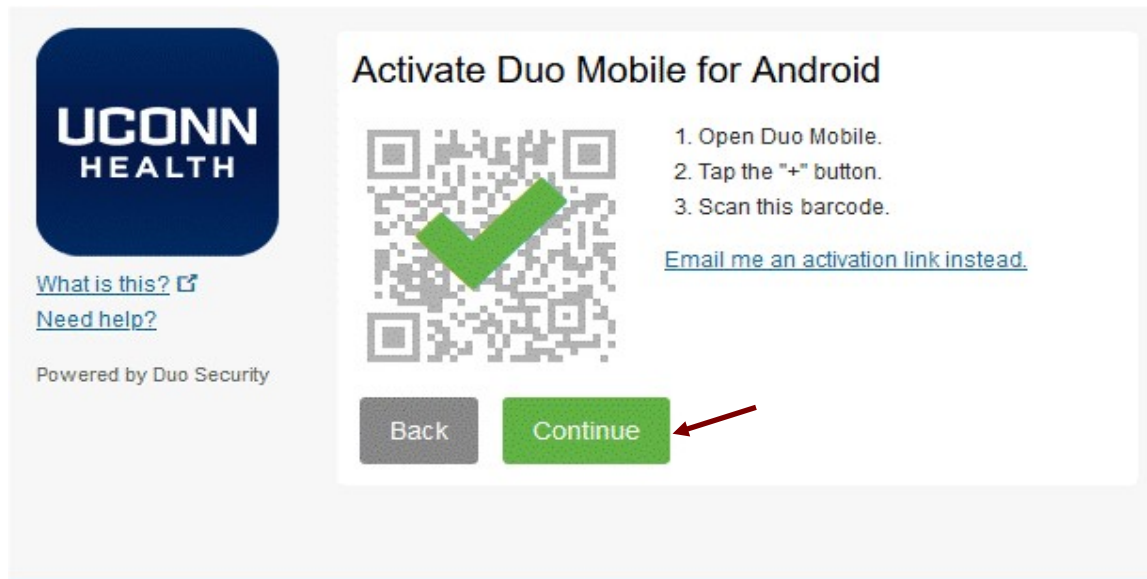 UCONN
HEALTH
What is this?
Need help?
Powered by Duo Security
Activate Duo Mobile for Android
1. Open Duo Mobile.
2. Tap the "+" button.
3. Scan this barcode.
Email me an activation link instead.
Back
Continue